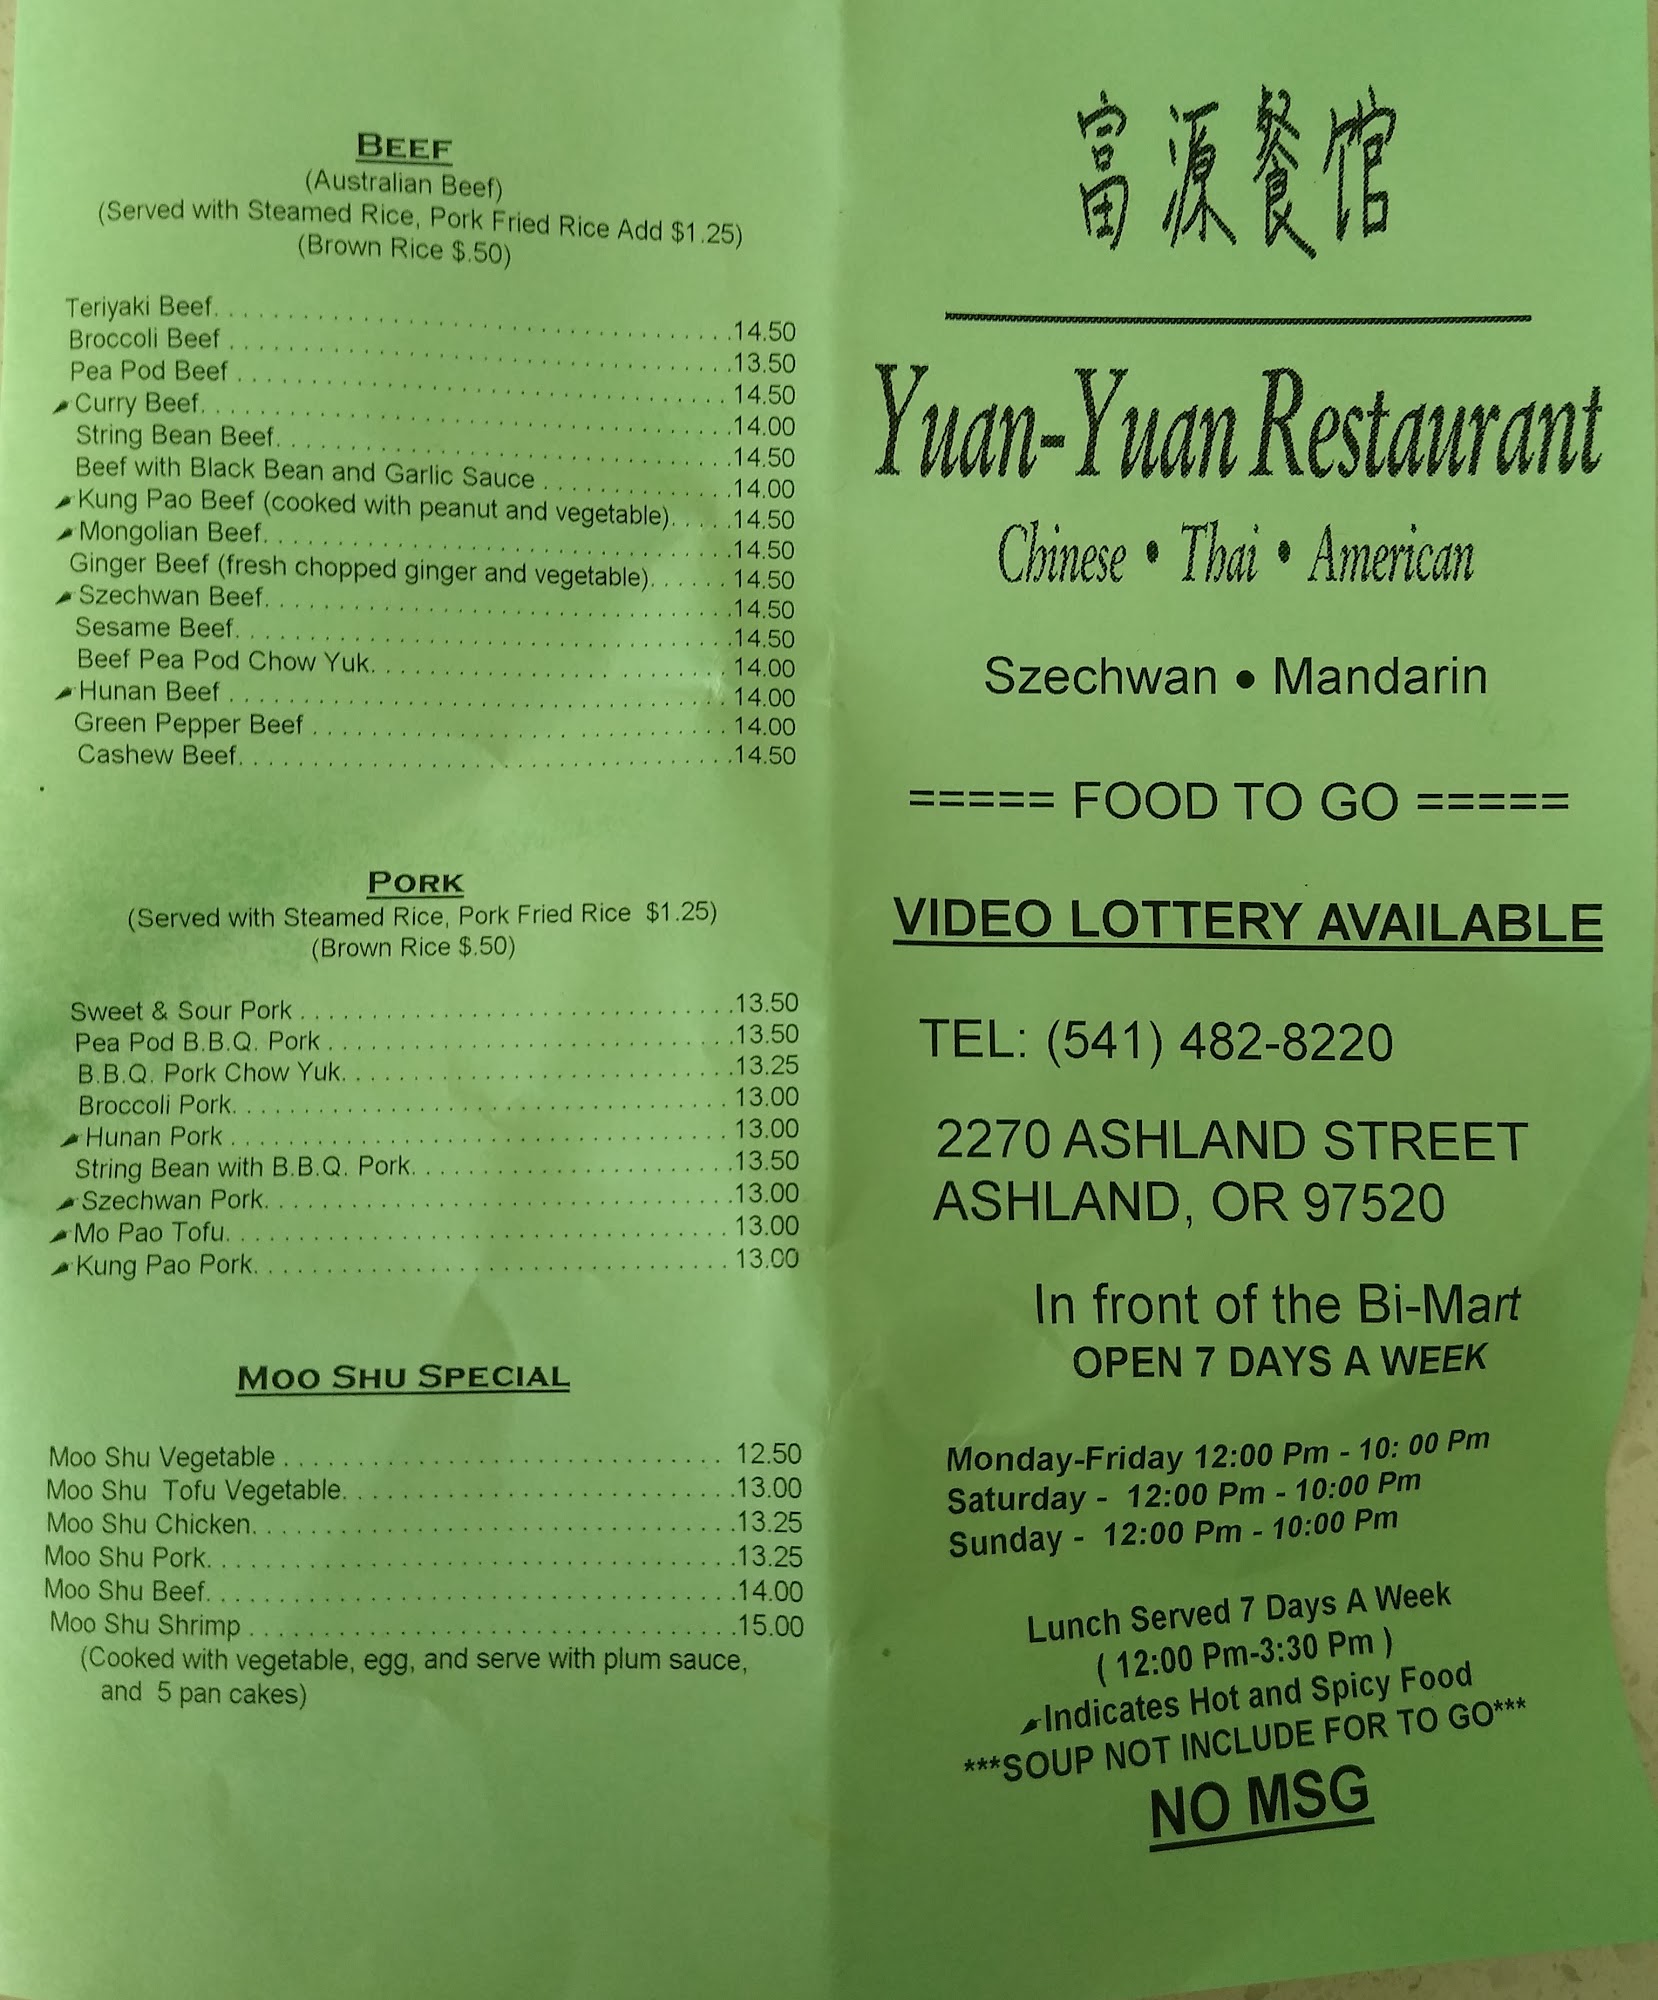 BEEF
(Australian Beef)
(Served with Steamed Rice, Pork Fried Rice Add $1.25)
(Brown Rice $.50)
Teriyaki Beef. . . . . . . . . . 14.50
Broccoli Beef . . . . . . . . . . 13.50
Pea Pod Beef . . . . . . . . . . 14.50
Curry Beef. . . . . . . . . . 14.00
String Bean Beef. . . . . . . . . . 14.50
Beef with Black Bean and Garlic Sauce . . . . . . . . . . 14.00
Kung Pao Beef (cooked with peanut and vegetable). . . . . 14.50
Mongolian Beef. . . . . . . . . . 14.50
Ginger Beef (fresh chopped ginger and vegetable). . . . . . 14.50
Szechwan Beef. . . . . . . . . . 14.50
Sesame Beef. . . . . . . . . . 14.50
Beef Pea Pod Chow Yuk. . . . . . . . . . 14.00
Hunan Beef . . . . . . . . . . 14.00
Green Pepper Beef . . . . . . . . . . 14.00
Cashew Beef. . . . . . . . . . 14.50
PORK
(Served with Steamed Rice, Pork Fried Rice $1.25)
(Brown Rice $.50)
Sweet & Sour Pork . . . . . . . . . . 13.50
Pea Pod B.B.Q. Pork . . . . . . . . . . 13.50
B.B.Q. Pork Chow Yuk. . . . . . . . . . 13.25
Broccoli Pork. . . . . . . . . . 13.00
Hunan Pork . . . . . . . . . . 13.00
String Bean with B.B.Q. Pork. . . . . . . . . . 13.50
Szechwan Pork. . . . . . . . . . 13.00
Mo Pao Tofu. . . . . . . . . . 13.00
Kung Pao Pork. . . . . . . . . . 13.00
MOO SHU SPECIAL
Moo Shu Vegetable . . . . . . . . . . 12.50
Moo Shu Tofu Vegetable. . . . . . . . . . 13.00
Moo Shu Chicken. . . . . . . . . . 13.25
Moo Shu Pork. . . . . . . . . . 13.25
Moo Shu Beef. . . . . . . . . . 14.00
Moo Shu Shrimp . . . . . . . . . . 15.00
(Cooked with vegetable, egg, and serve with plum sauce,
and 5 pan cakes)
富源餐馆
Yuan-Yuan Restaurant
Chinese • Thai • American
Szechwan • Mandarin
===== FOOD TO GO =====
VIDEO LOTTERY AVAILABLE
TEL: (541) 482-8220
2270 ASHLAND STREET
ASHLAND, OR 97520
In front of the Bi-Mart
OPEN 7 DAYS A WEEK
Monday-Friday 12:00 Pm - 10: 00 Pm
Saturday - 12:00 Pm - 10:00 Pm
Sunday - 12:00 Pm - 10:00 Pm
Lunch Served 7 Days A Week
( 12:00 Pm-3:30 Pm )
Indicates Hot and Spicy Food
***SOUP NOT INCLUDE FOR TO GO***
NO MSG